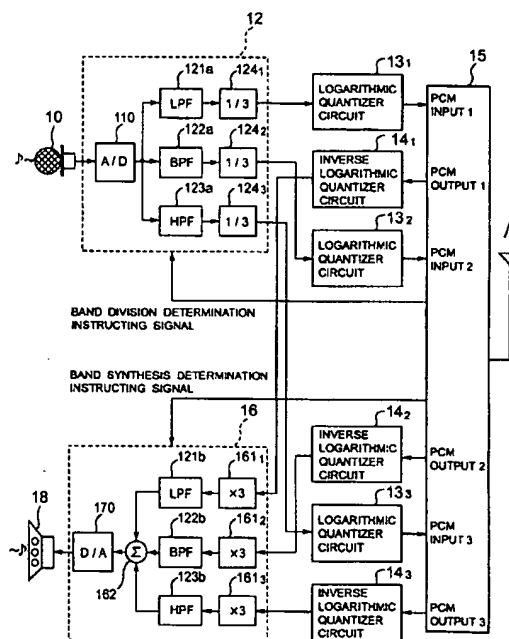 12
15
121a
124₁
13₁
LPF
1/3
LOGARITHMIC
QUANTIZER
CIRCUIT
PCM
INPUT 1
10
110
122a
124₂
14₁
A/D
BPF
1/3
INVERSE
LOGARITHMIC
QUANTIZER
CIRCUIT
PCM
OUTPUT 1
123a
124₃
13₂
HPF
1/3
LOGARITHMIC
QUANTIZER
CIRCUIT
PCM
INPUT 2
BAND DIVISION DETERMINATION
INSTRUCTING SIGNAL
BAND SYNTHESIS DETERMINATION
INSTRUCTING SIGNAL
16
14₂
121b
161₁
INVERSE
LOGARITHMIC
QUANTIZER
CIRCUIT
PCM
OUTPUT 2
LPF
×3
18
170
122b
161₂
13₃
D/A
Σ
BPF
×3
LOGARITHMIC
QUANTIZER
CIRCUIT
PCM
INPUT 3
162
123b
161₃
14₃
HPF
×3
INVERSE
LOGARITHMIC
QUANTIZER
CIRCUIT
PCM
OUTPUT 3